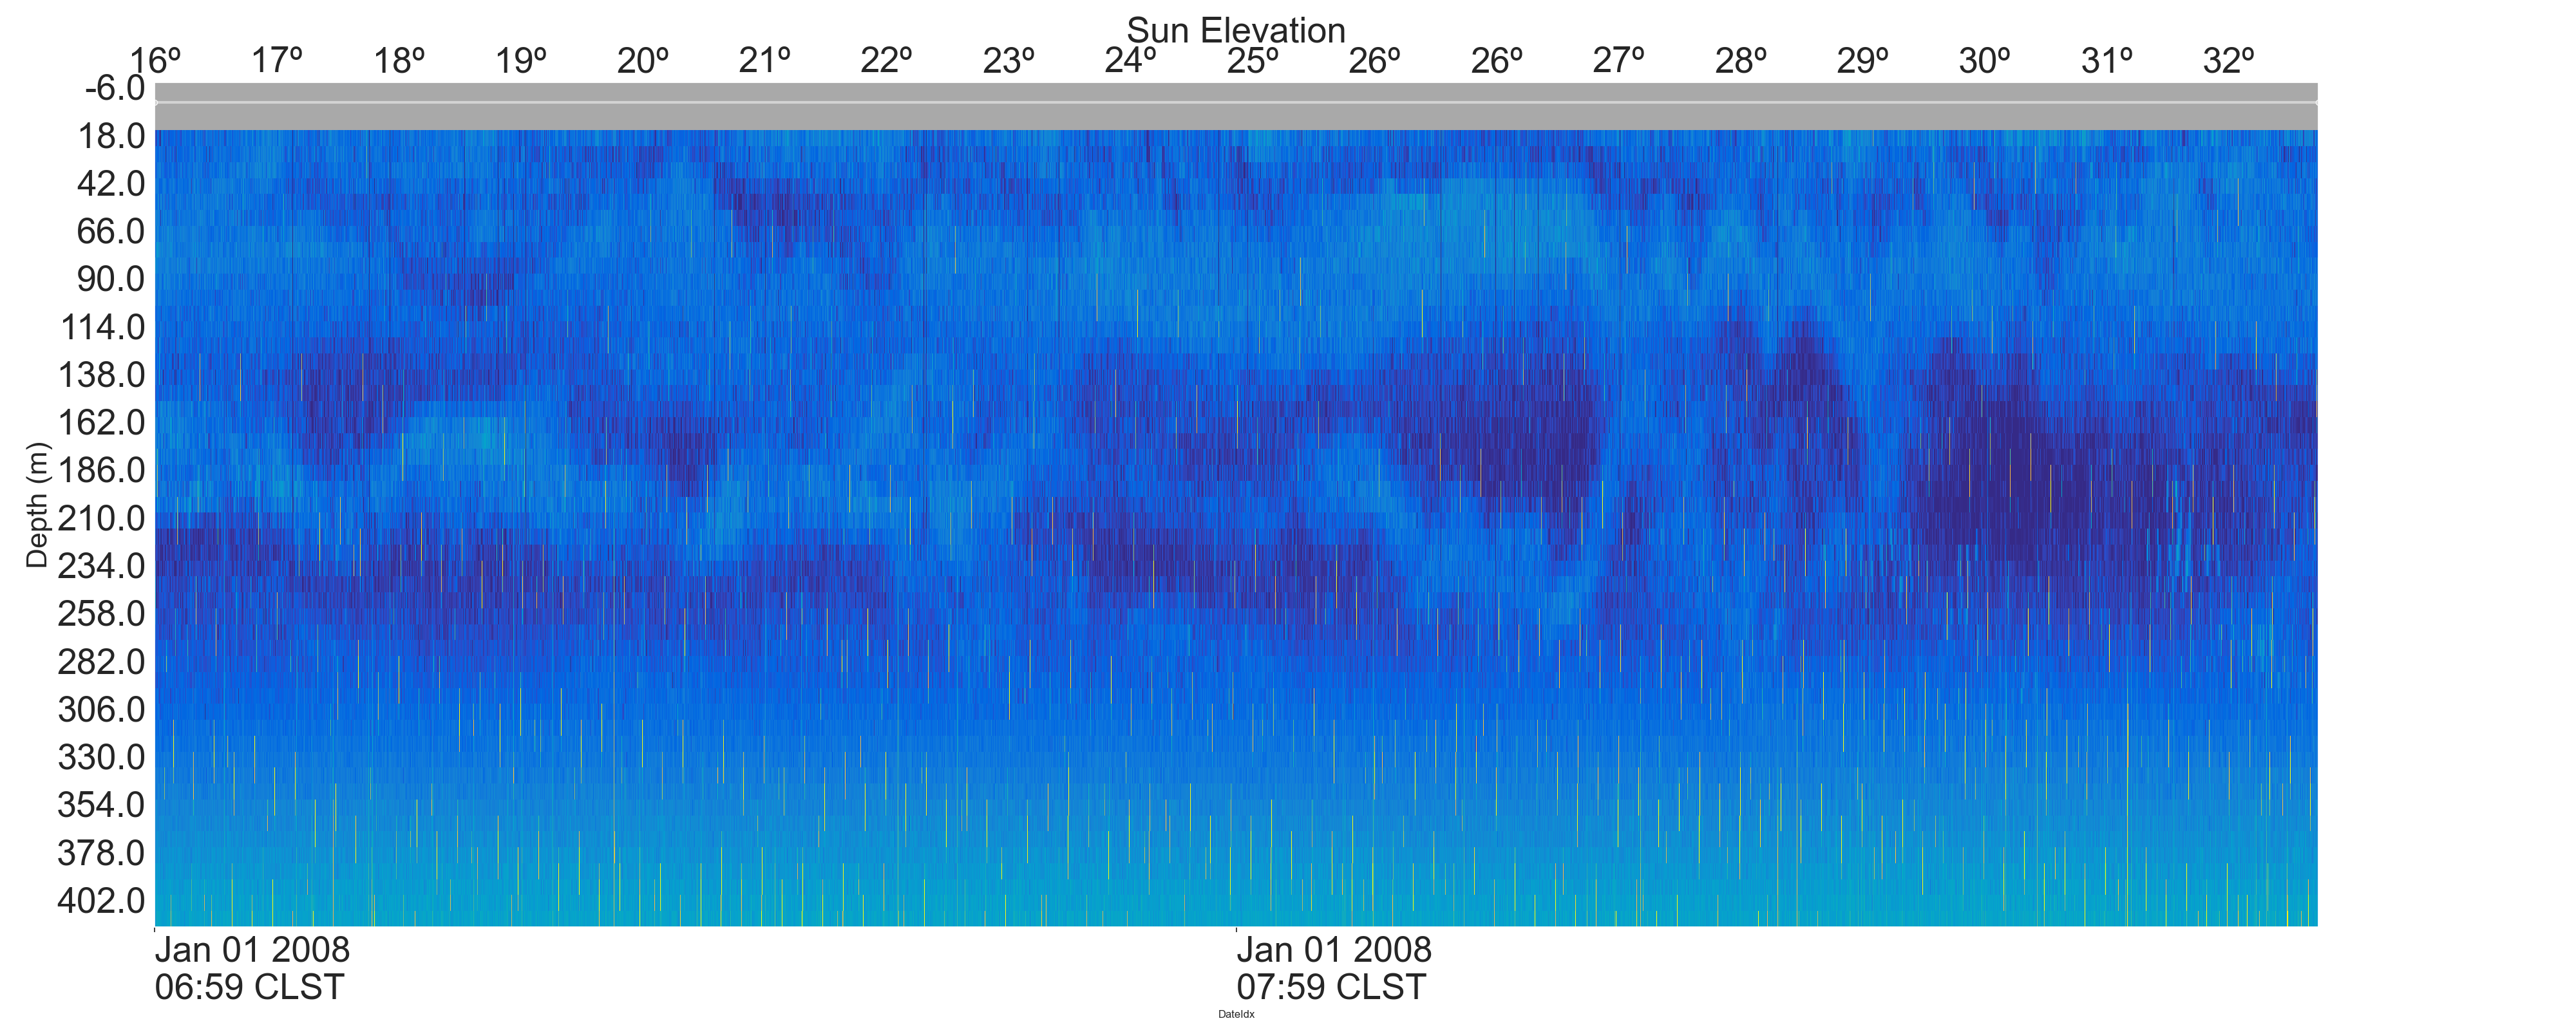 Sun Elevation
16º 17º 18º 19º 20º 21º 22º 23º 24º 25º 26º 26º 27º 28º 29º 30º 31º 32º
-6.0
18.0
42.0
66.0
90.0
114.0
138.0
162.0
186.0
210.0
234.0
258.0
282.0
306.0
330.0
354.0
378.0
402.0
Depth (m)
Jan 01 2008
06:59 CLST
Jan 01 2008
07:59 CLST
DateIdx